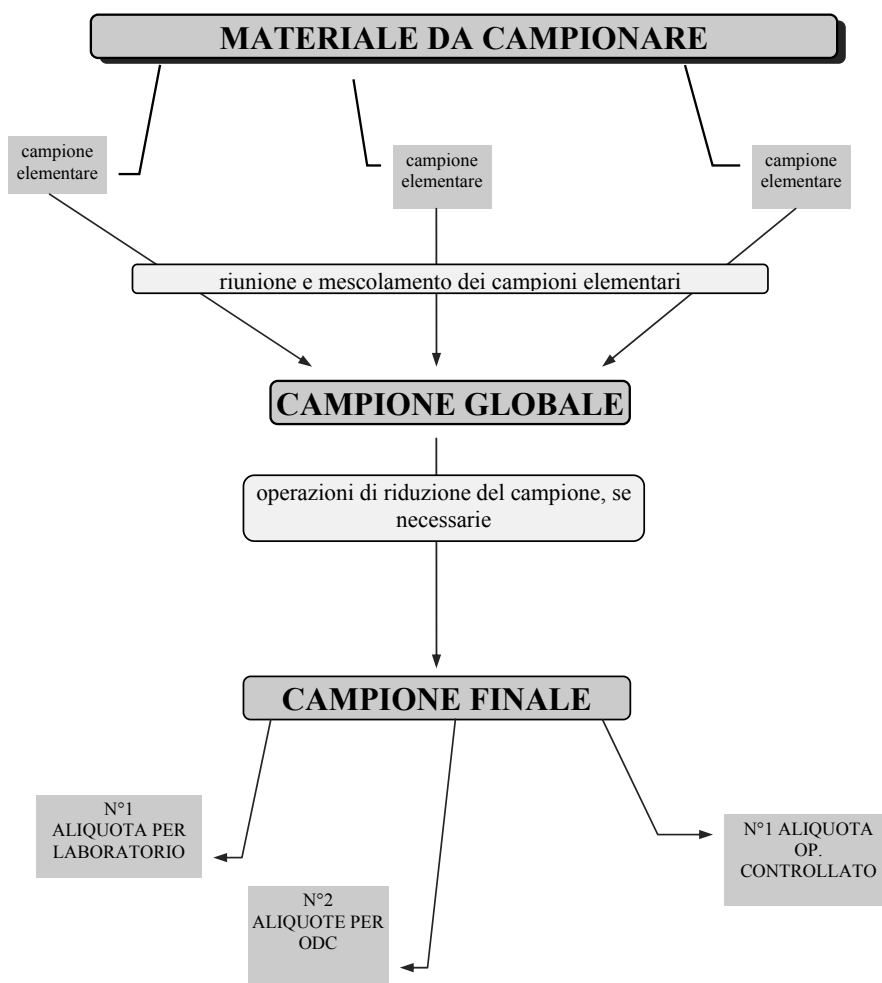 MATERIALE DA CAMPIONARE
campione
elementare
campione
elementare
campione
elementare
riunione e mescolamento dei campioni elementari
CAMPIONE GLOBALE
operazioni di riduzione del campione, se
necessarie
CAMPIONE FINALE
N°1
ALIQUOTA PER
LABORATORIO
N°2
ALIQUOTE PER
ODC
N°1 ALIQUOTA
OP.
CONTROLLATO